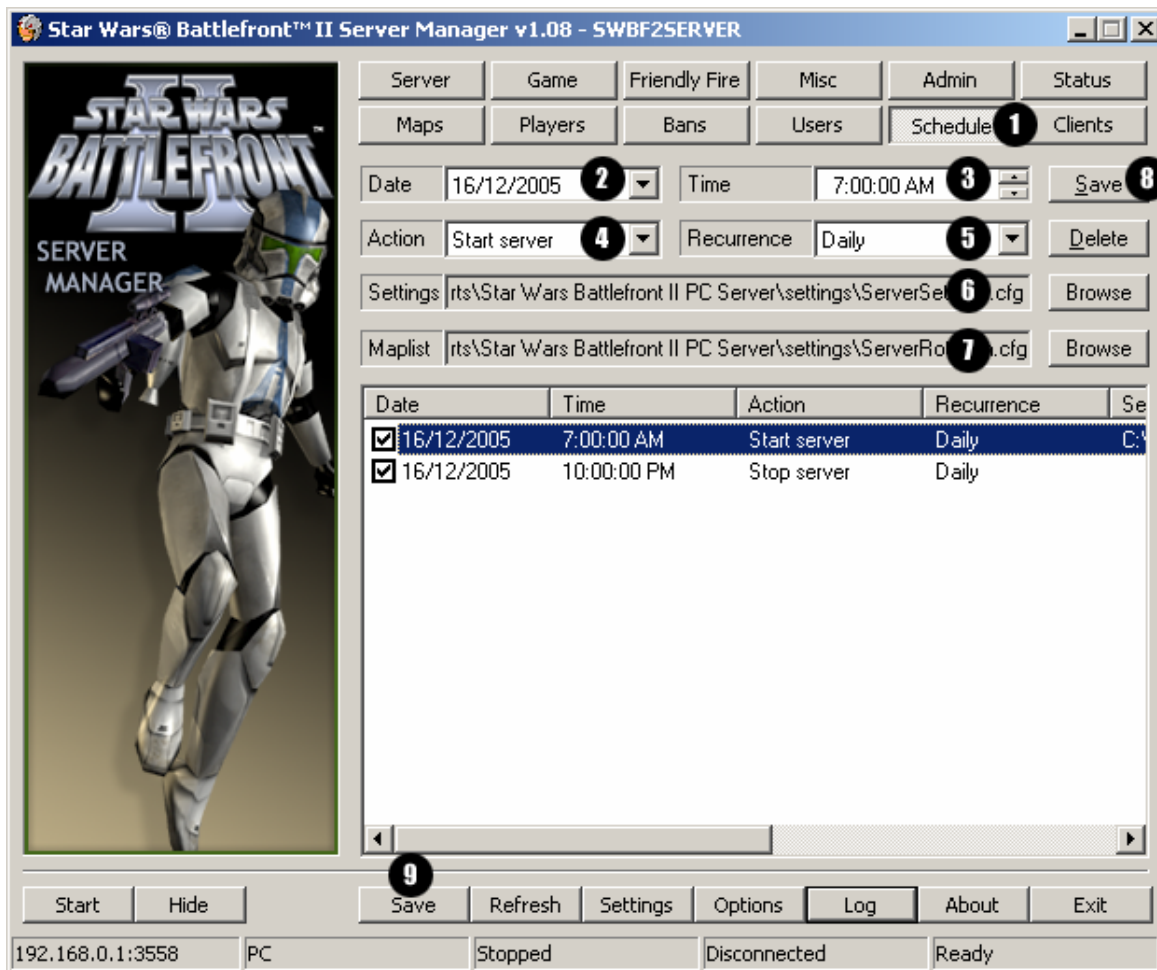 Star Wars® Battlefront™ II Server Manager v1.08 - SWBF2SERVER
STAR WARS
II
BATTLEFRONT™
SERVER
MANAGER
Server Game Friendly Fire Misc Admin Status
Maps Players Bans Users Schedule 1 Clients
Date 16/12/2005 2 Time 7:00:00 AM 3 Save 8
Action Start server 4 Recurrence Daily 5 Delete
Settings rts\Star Wars Battlefront II PC Server\settings\ServerSe 6 .cfg Browse
Maplist rts\Star Wars Battlefront II PC Server\settings\ServerRo 7 .cfg Browse
Date Time Action Recurrence Se
16/12/2005 7:00:00 AM Start server Daily C:\
16/12/2005 10:00:00 PM Stop server Daily
9
Start Hide Save Refresh Settings Options Log About Exit
192.168.0.1:3558 PC Stopped Disconnected Ready